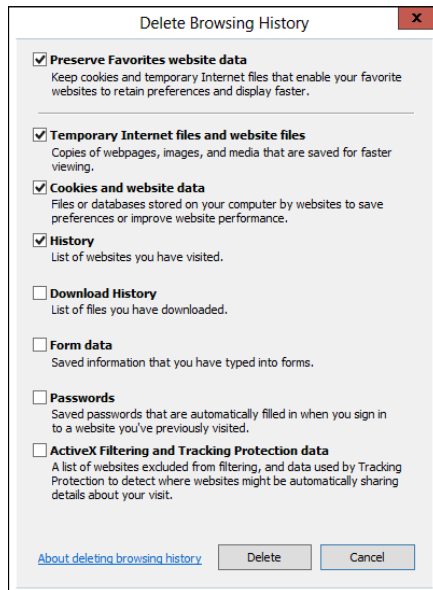 Delete Browsing History
x
Preserve Favorites website data
Keep cookies and temporary Internet files that enable your favorite
websites to retain preferences and display faster.
Temporary Internet files and website files
Copies of webpages, images, and media that are saved for faster
viewing.
Cookies and website data
Files or databases stored on your computer by websites to save
preferences or improve website performance.
History
List of websites you have visited.
Download History
List of files you have downloaded.
Form data
Saved information that you have typed into forms.
Passwords
Saved passwords that are automatically filled in when you sign in
to a website you've previously visited.
ActiveX Filtering and Tracking Protection data
A list of websites excluded from filtering, and data used by Tracking
Protection to detect where websites might be automatically sharing
details about your visit.
About deleting browsing history
Delete
Cancel